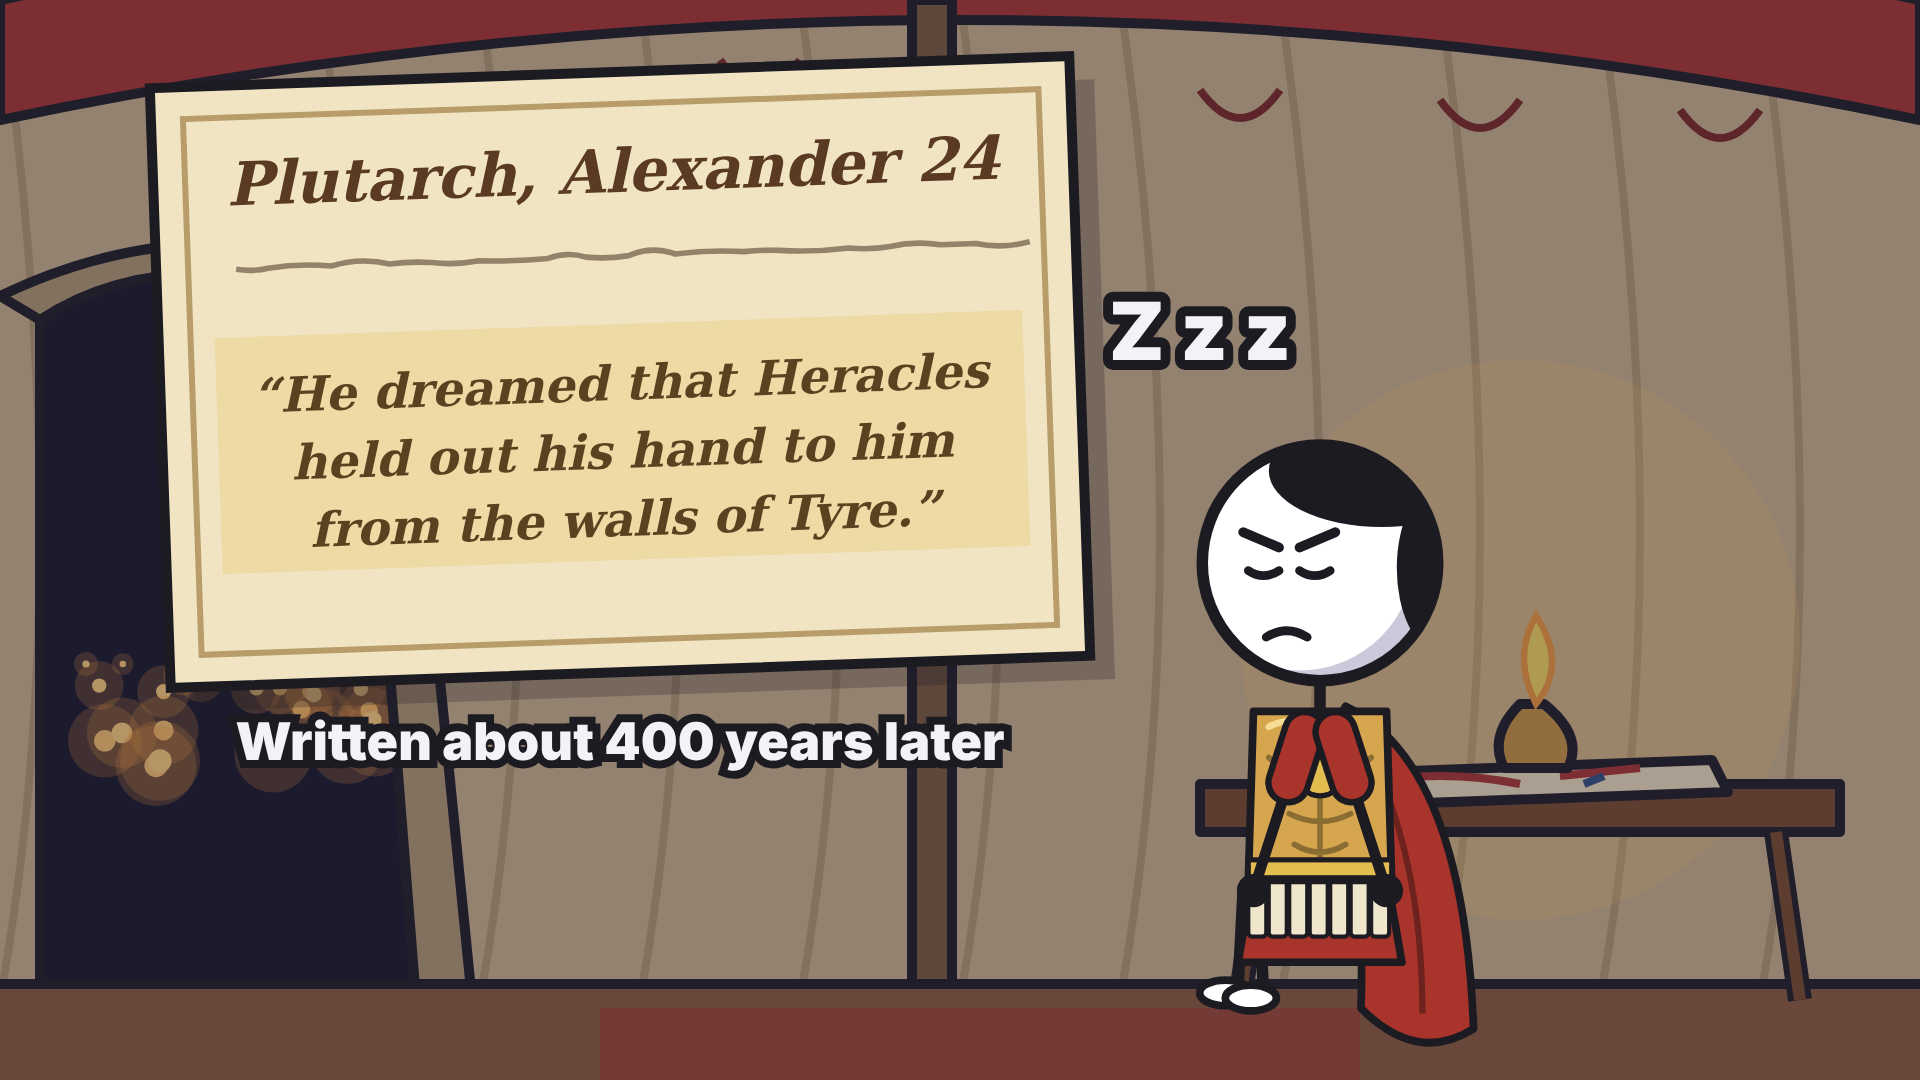 Plutarch, Alexander 24
“He dreamed that Heracles
held out his hand to him
from the walls of Tyre.”
Zzz
Written about 400 years later